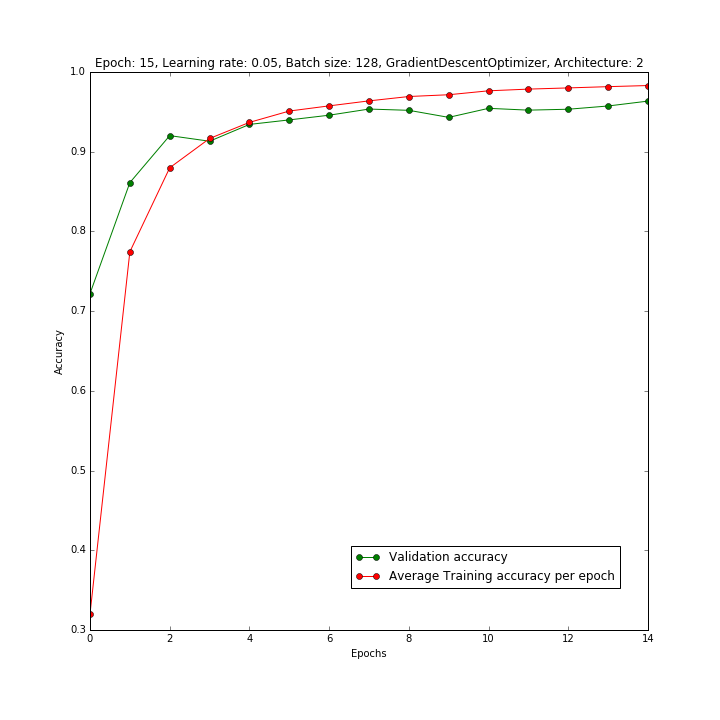 Epoch: 15, Learning rate: 0.05, Batch size: 128, GradientDescentOptimizer, Architecture: 2
1.0
0.9
0.8
0.7
0.6
0.5
0.4
0.3
Accuracy
Validation accuracy
Average Training accuracy per epoch
0 2 4 6 8 10 12 14
Epochs